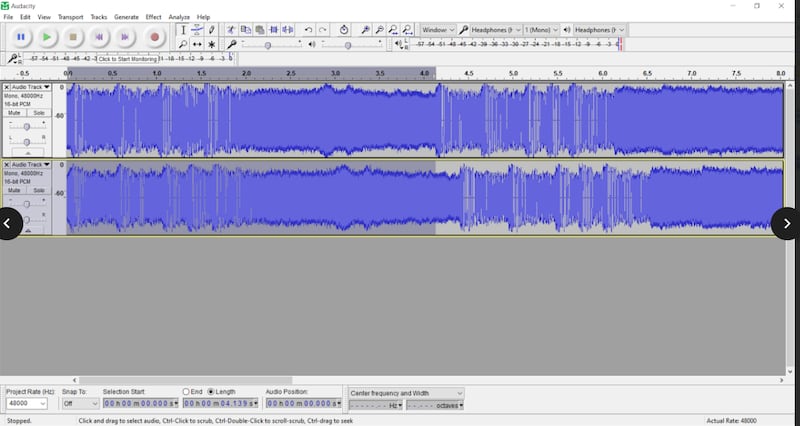 Audacity
File Edit View Transport Tracks Generate Effect Analyze Help
Window Headphones (F 1 (Mono) Headphones (F
-57 -54 -51 -48 -45 -42 -39 -36 -33 -30 -27 -24 -21 -18 -15 -12 -9 -6 -3 0
-57 -54 -51 -48 -45 -42 -3 Click to Start Monitoring 1 -18 -15 -12 -9 -6 -3 0
-0.5 0.0 0.5 1.0 1.5 2.0 2.5 3.0 3.5 4.0 4.5 5.0 5.5 6.0 6.5 7.0 7.5 8.0
Audio Track 0
Mono, 48000Hz
16-bit PCM
Mute Solo -60
- +
L R
Audio Track 0
Mono, 48000Hz
16-bit PCM
Mute Solo -60
- +
R
Project Rate (Hz): Snap To: Selection Start: End Length Audio Position: Center frequency and Width
48000 Off 00 h 00 m 00.000 s 00 h 00 m 04.139 s 00 h 00 m 00.000 s Hz octaves
Stopped. Click and drag to select audio, Ctrl-Click to scrub, Ctrl-Double-Click to scroll-scrub, Ctrl-drag to seek Actual Rate: 48000